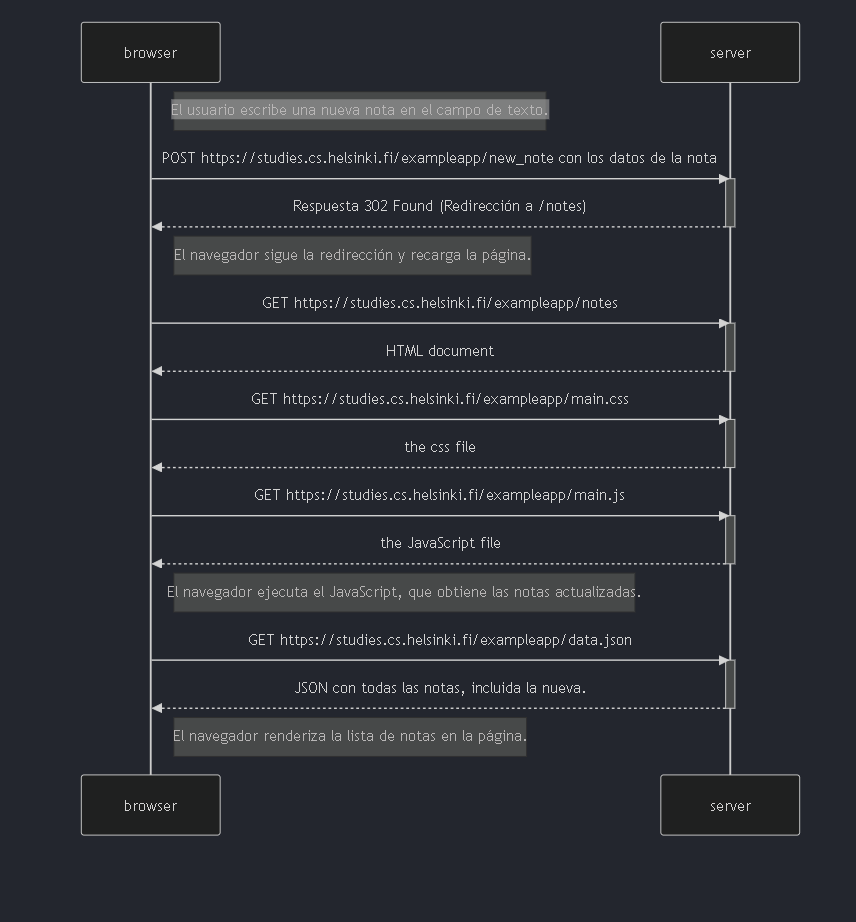 browser server
El usuario escribe una nueva nota en el campo de texto.
POST https://studies.cs.helsinki.fi/exampleapp/new_note con los datos de la nota
Respuesta 302 Found (Redirección a /notes)
El navegador sigue la redirección y recarga la página.
GET https://studies.cs.helsinki.fi/exampleapp/notes
HTML document
GET https://studies.cs.helsinki.fi/exampleapp/main.css
the css file
GET https://studies.cs.helsinki.fi/exampleapp/main.js
the JavaScript file
El navegador ejecuta el JavaScript, que obtiene las notas actualizadas.
GET https://studies.cs.helsinki.fi/exampleapp/data.json
JSON con todas las notas, incluida la nueva.
El navegador renderiza la lista de notas en la página.
browser server